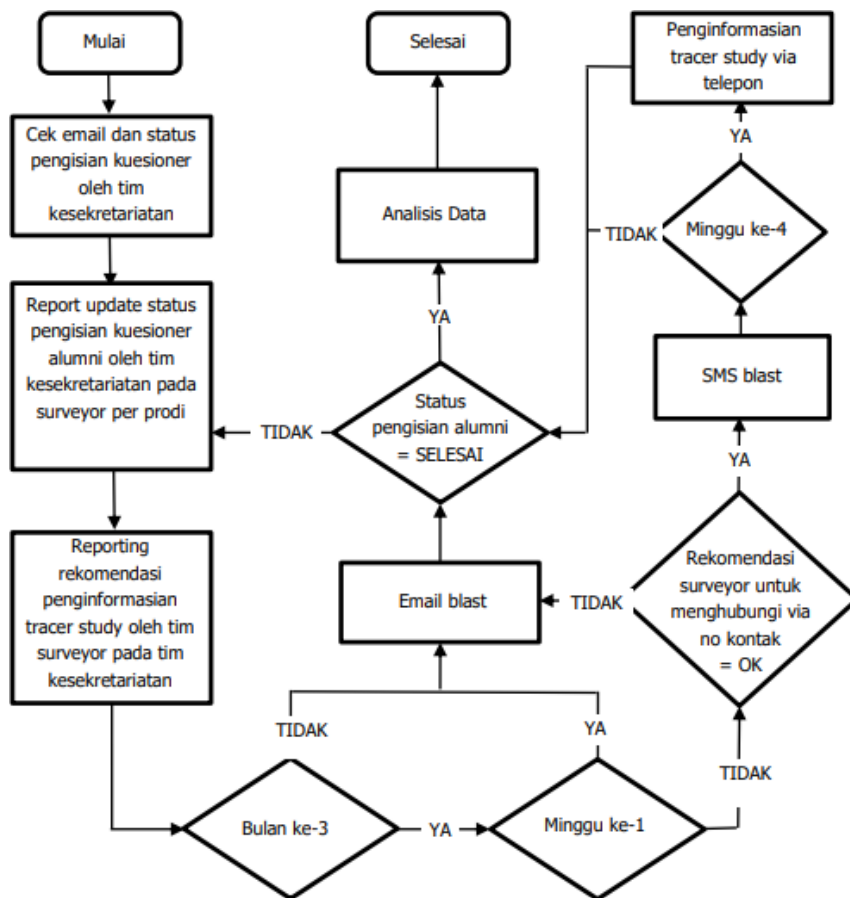 Mulai
Selesai
Penginformasian
tracer study via
telepon
Cek email dan status
pengisian kuesioner
oleh tim
kesekretariatan
Analisis Data
YA
TIDAK
Minggu ke-4
Report update status
pengisian kuesioner
alumni oleh tim
kesekretariatan pada
surveyor per prodi
YA
SMS blast
TIDAK
Status
pengisian alumni
= SELESAI
YA
Reporting
rekomendasi
penginformasian
tracer study oleh tim
surveyor pada tim
kesekretariatan
Email blast
TIDAK
Rekomendasi
surveyor untuk
menghubungi via
no kontak
= OK
TIDAK
YA
TIDAK
Bulan ke-3
YA
Minggu ke-1